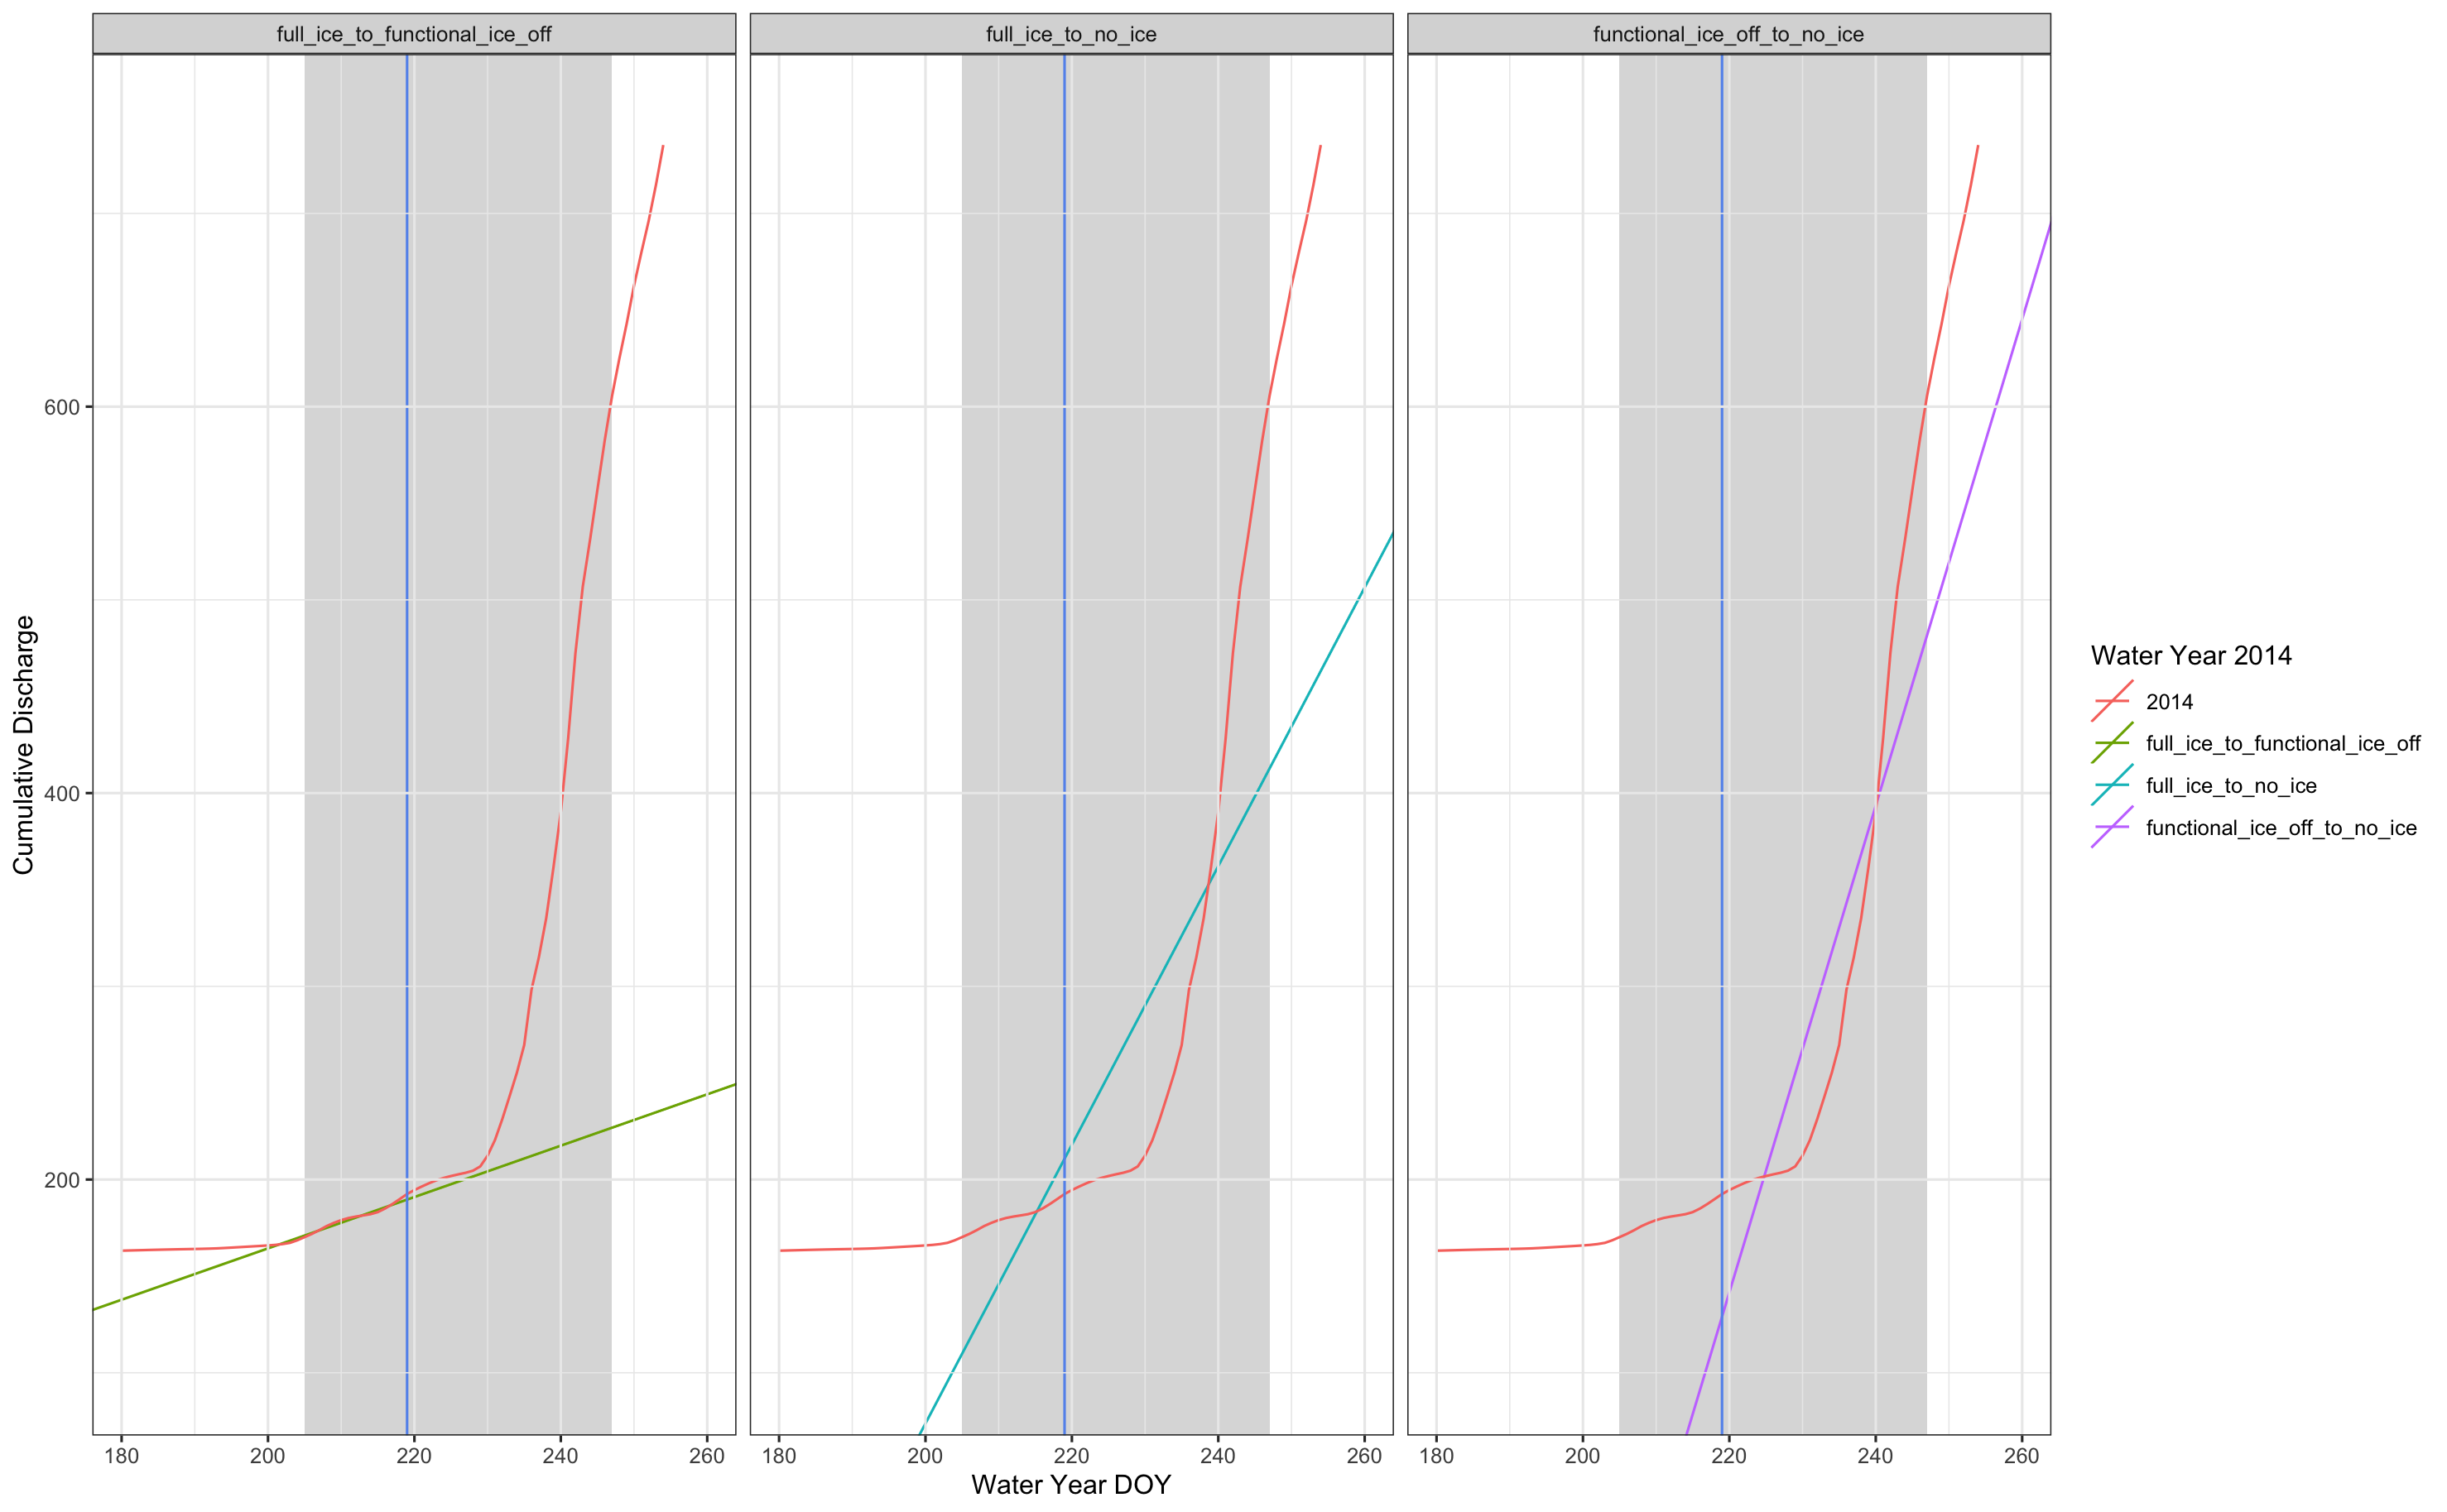 full_ice_to_functional_ice_off
full_ice_to_no_ice
functional_ice_off_to_no_ice
Cumulative Discharge
600
400
200
180 200 220 240 260
180 200 220 240 260
180 200 220 240 260
Water Year DOY
Water Year 2014
2014
full_ice_to_functional_ice_off
full_ice_to_no_ice
functional_ice_off_to_no_ice